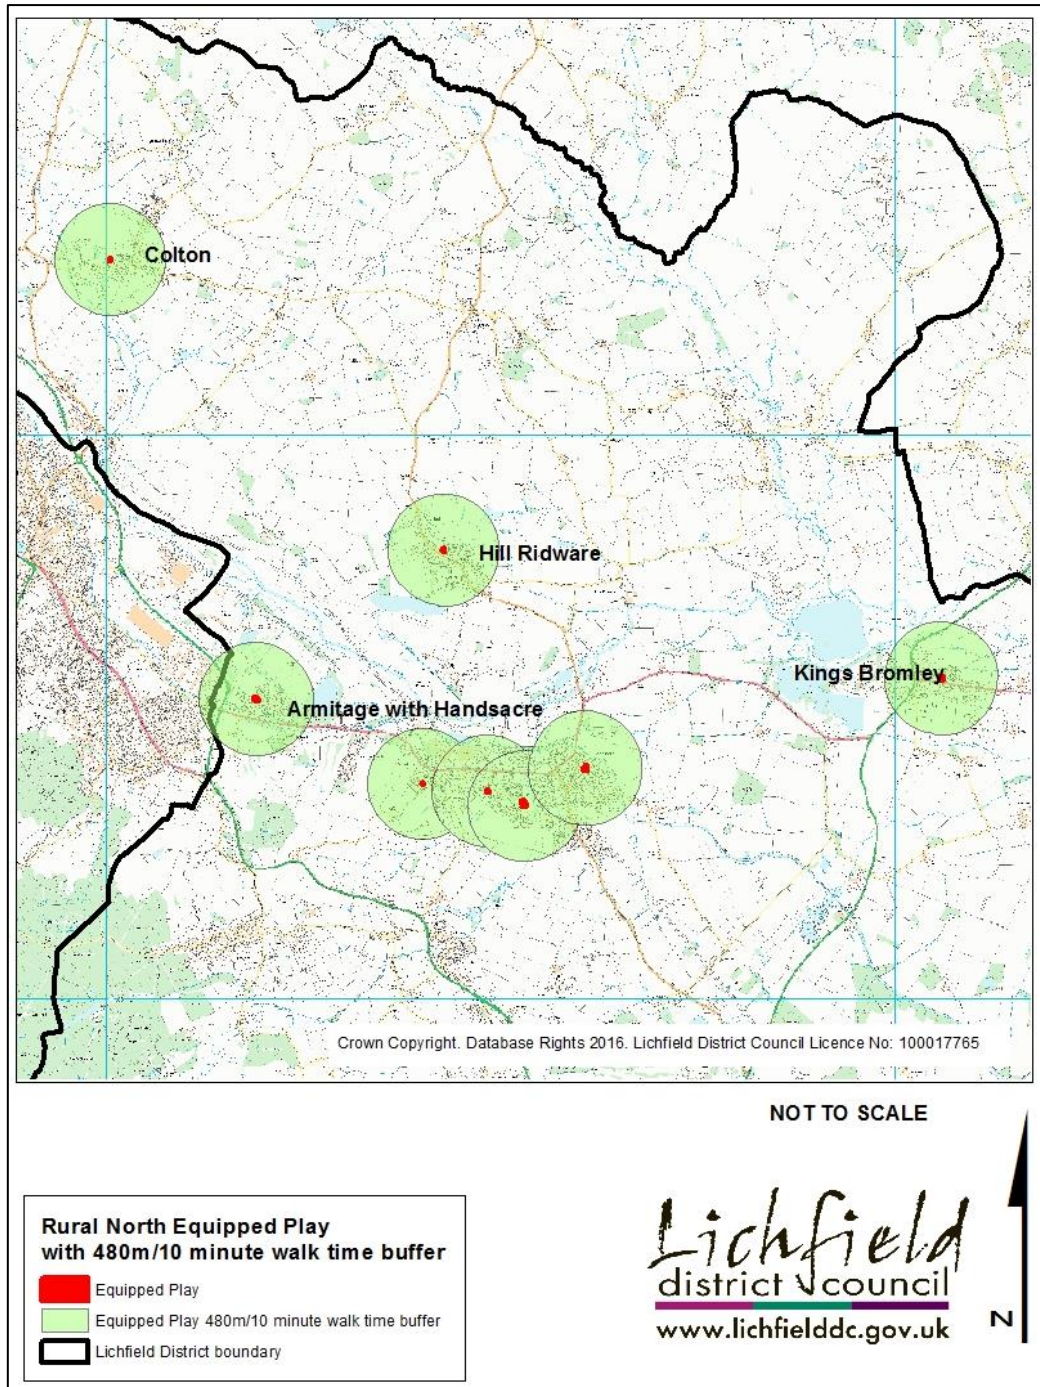 Colton
Hill Ridware
Kings Bromley
Armitage with Handsacre
Crown Copyright. Database Rights 2016. Lichfield District Council Licence No: 100017765
NOT TO SCALE
Rural North Equipped Play
with 480m/10 minute walk time buffer
Equipped Play
Equipped Play 480m/10 minute walk time buffer
Lichfield District boundary
Lichfield
district council
www.lichfielddc.gov.uk
N